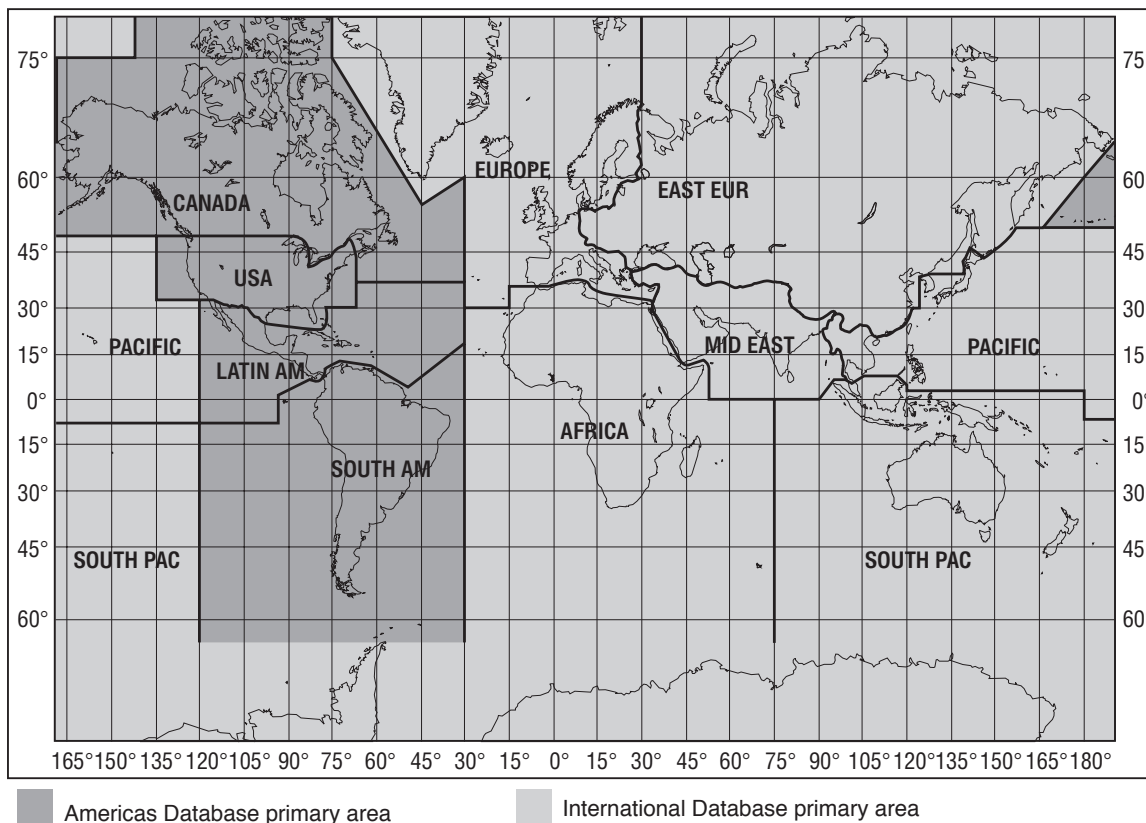 75° 75
EUROPE
60° 60
EAST EUR
CANADA
45° 45
USA
30° 30
PACIFIC MID EAST PACIFIC
15° 15
LATIN AM
0° 0°
AFRICA
15° 15
SOUTH AM
30° 30
45° 45
SOUTH PAC SOUTH PAC
60° 60
165° 150° 135° 120° 105° 90° 75° 60° 45° 30° 15° 0° 15° 30° 45° 60° 75° 90° 105° 120° 135° 150° 165° 180°
Americas Database primary area International Database primary area